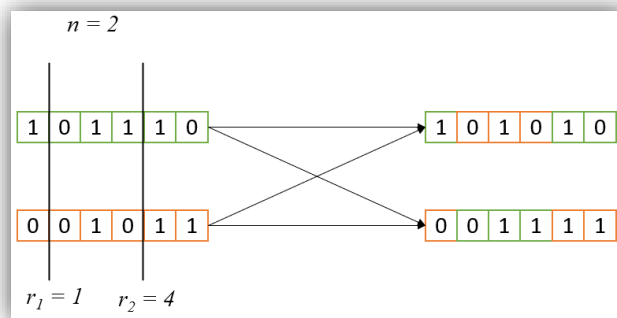 n = 2
1 0 1 1 1 0
1 0 1 0 1 0
0 0 1 0 1 1
0 0 1 1 1 1
r₁ = 1
r₂ = 4